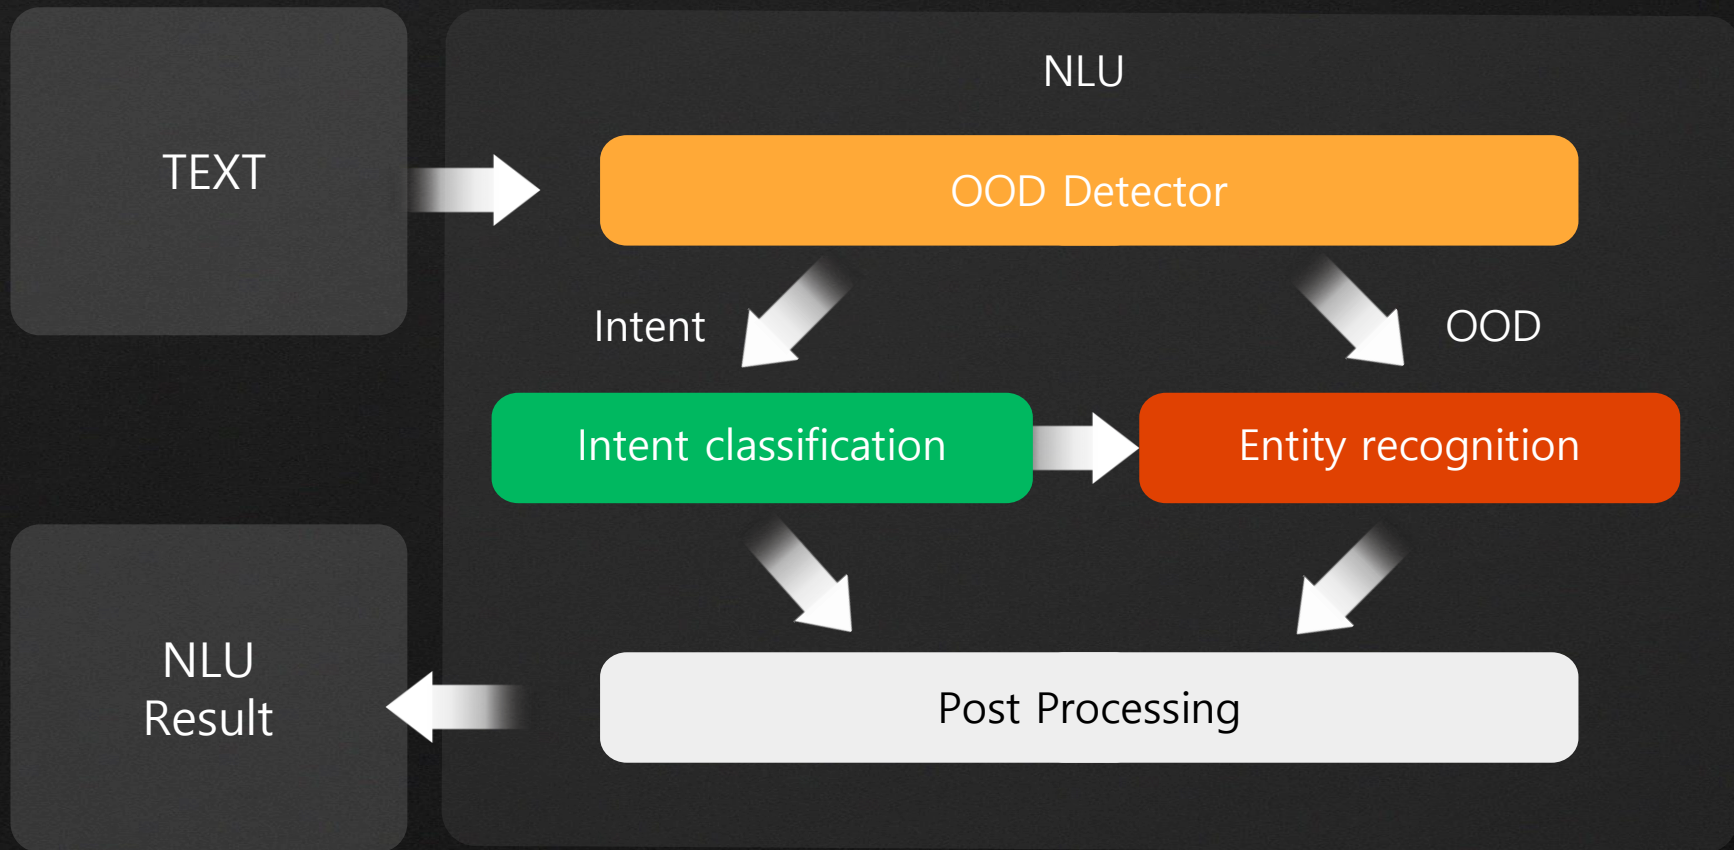 TEXT
NLU
OOD Detector
Intent
OOD
Intent classification
Entity recognition
Post Processing
NLU
Result